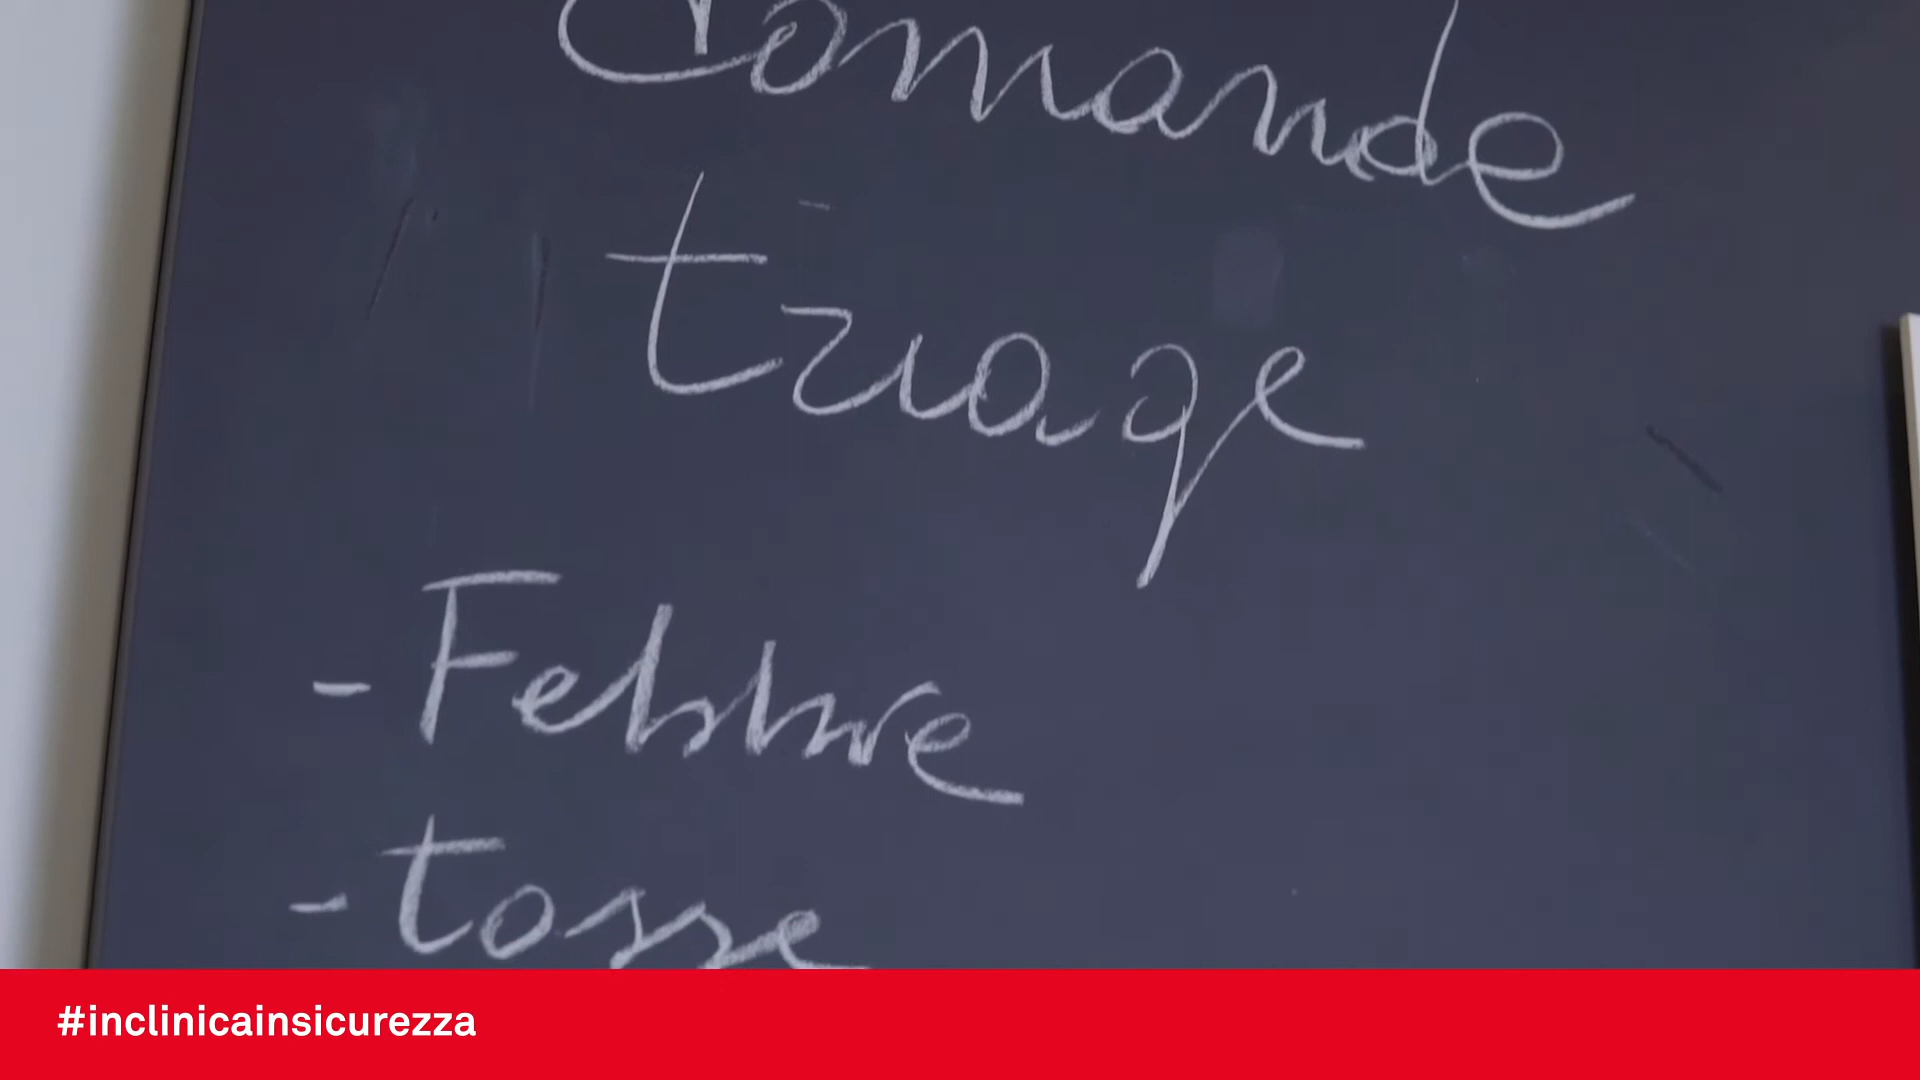 Domande
triage
- Febbre
- tosse
#inclinicainsicurezza